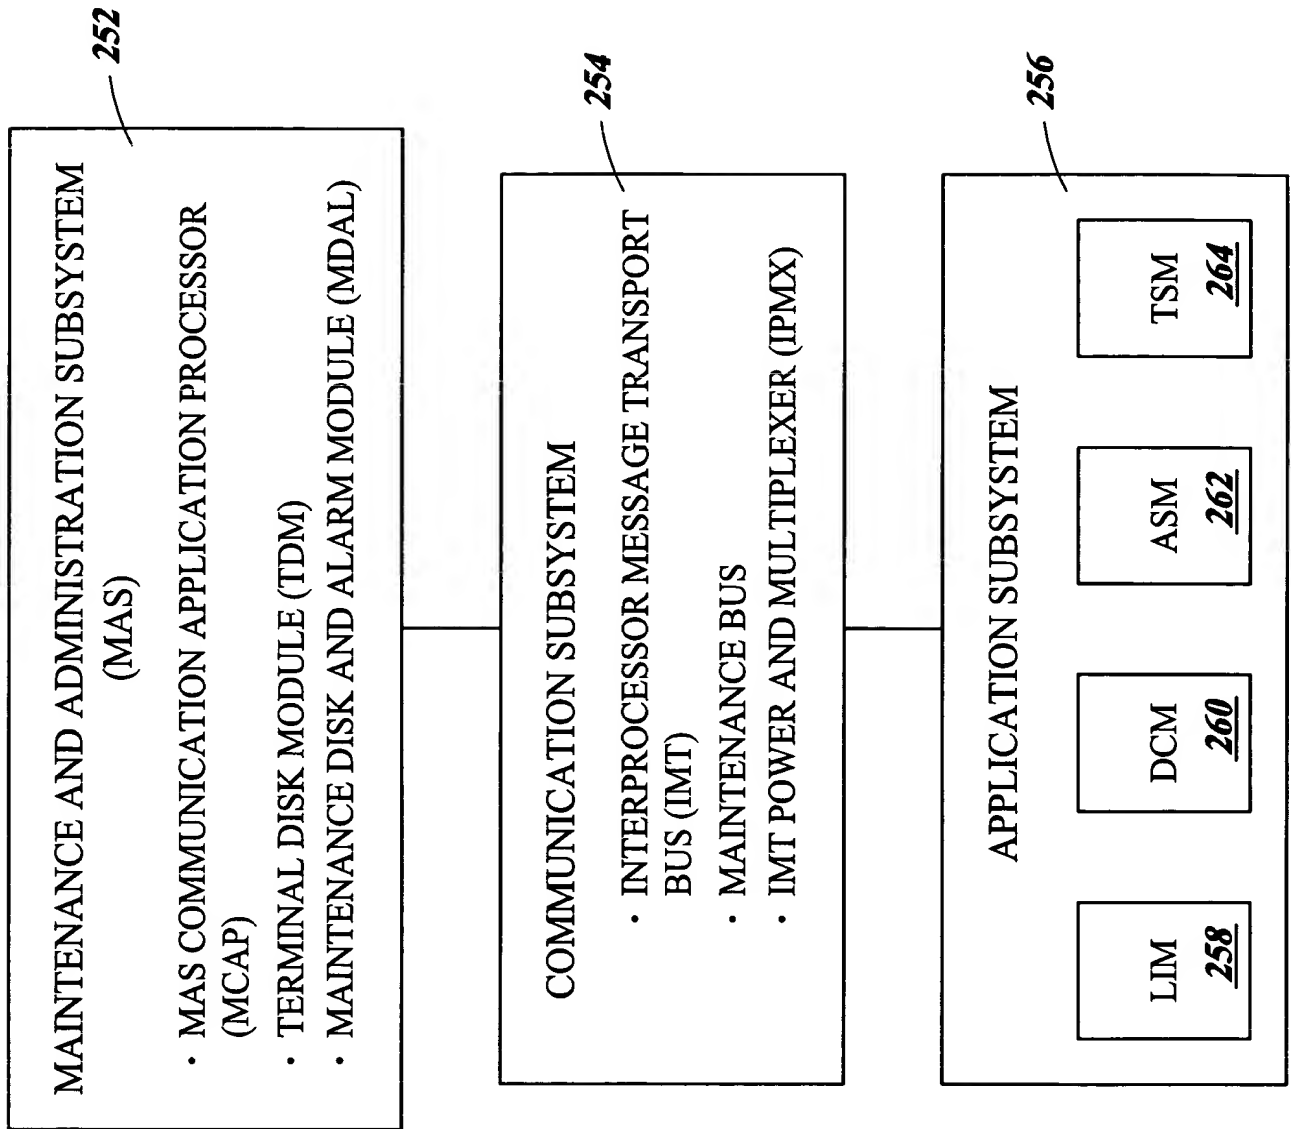 252
MAINTENANCE AND ADMINISTRATION SUBSYSTEM
(MAS)
· MAS COMMUNICATION APPLICATION PROCESSOR
(MCAP)
· TERMINAL DISK MODULE (TDM)
· MAINTENANCE DISK AND ALARM MODULE (MDAL)
254
COMMUNICATION SUBSYSTEM
· INTERPROCESSOR MESSAGE TRANSPORT
BUS (IMT)
· MAINTENANCE BUS
· IMT POWER AND MULTIPLEXER (IPMX)
256
APPLICATION SUBSYSTEM
LIM
258
DCM
260
ASM
262
TSM
264